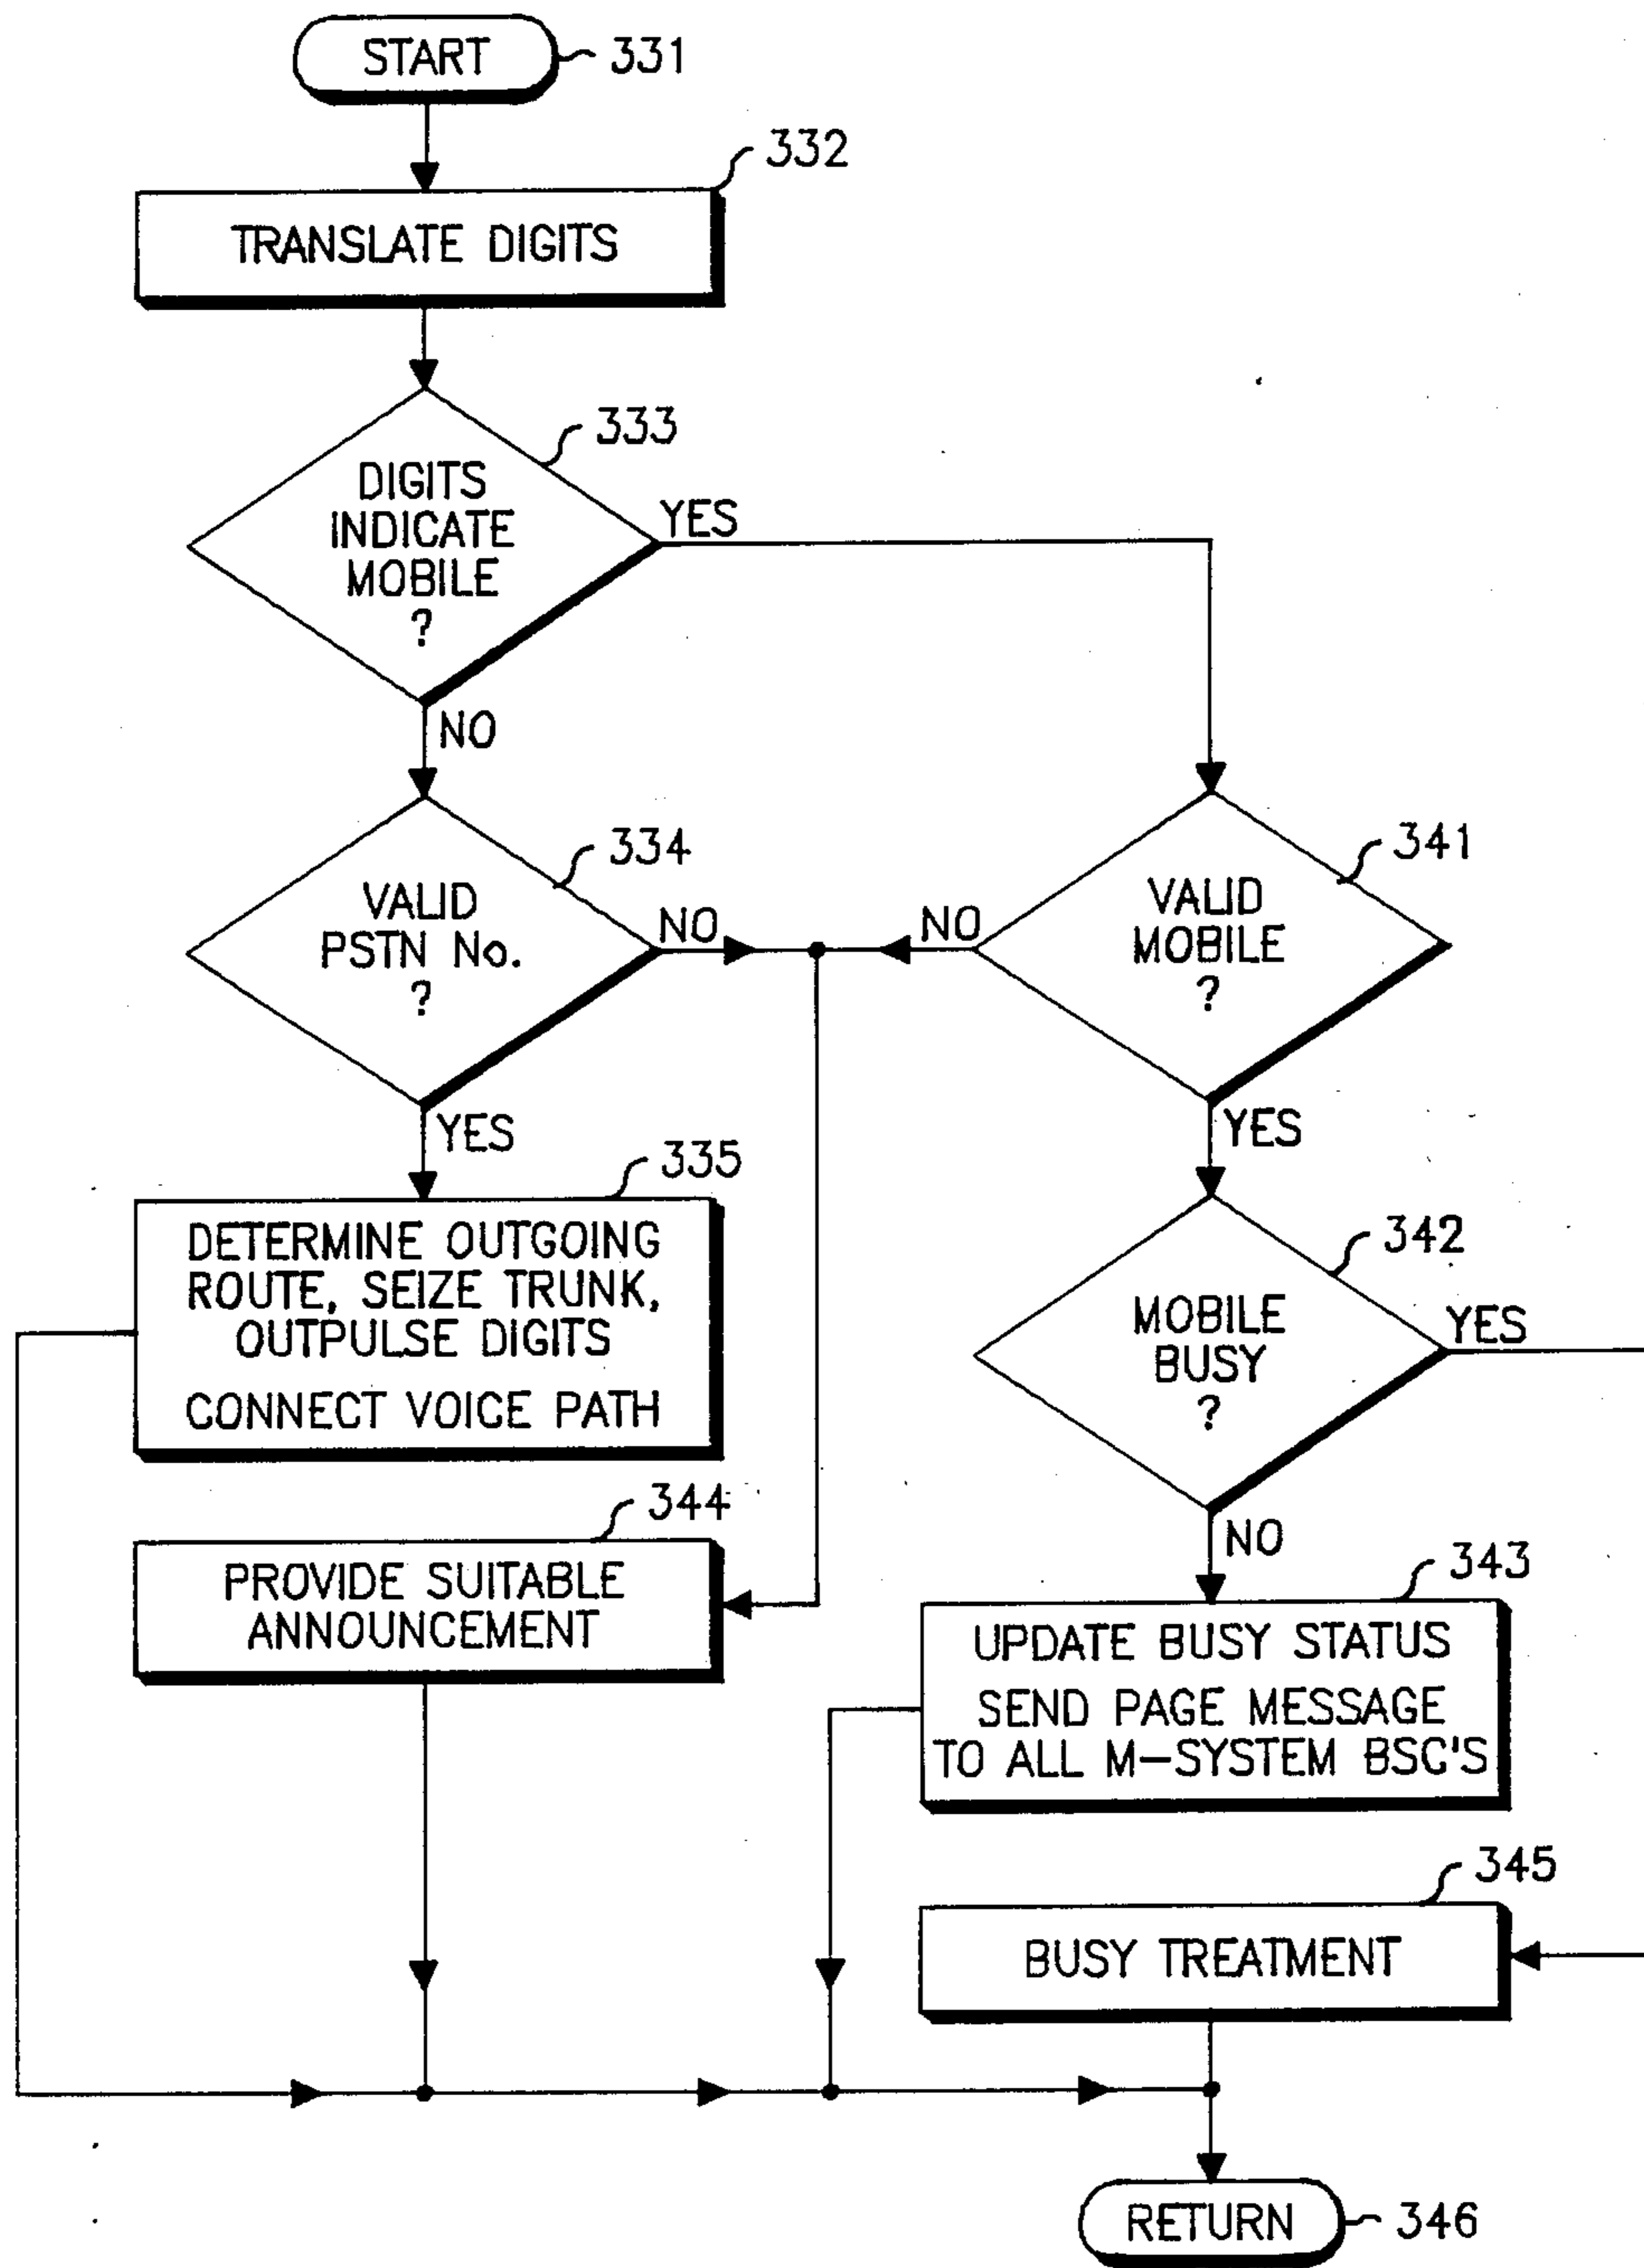 START
331
332
TRANSLATE DIGITS
333
DIGITS
INDICATE
MOBILE
?
YES
NO
334
VALID
PSTN No.
?
NO
YES
341
VALID
MOBILE
?
NO
YES
335
DETERMINE OUTGOING
ROUTE, SEIZE TRUNK,
OUTPULSE DIGITS
CONNECT VOICE PATH
342
MOBILE
BUSY
?
YES
NO
344
PROVIDE SUITABLE
ANNOUNCEMENT
343
UPDATE BUSY STATUS
SEND PAGE MESSAGE
TO ALL M-SYSTEM BSC'S
345
BUSY TREATMENT
RETURN
346